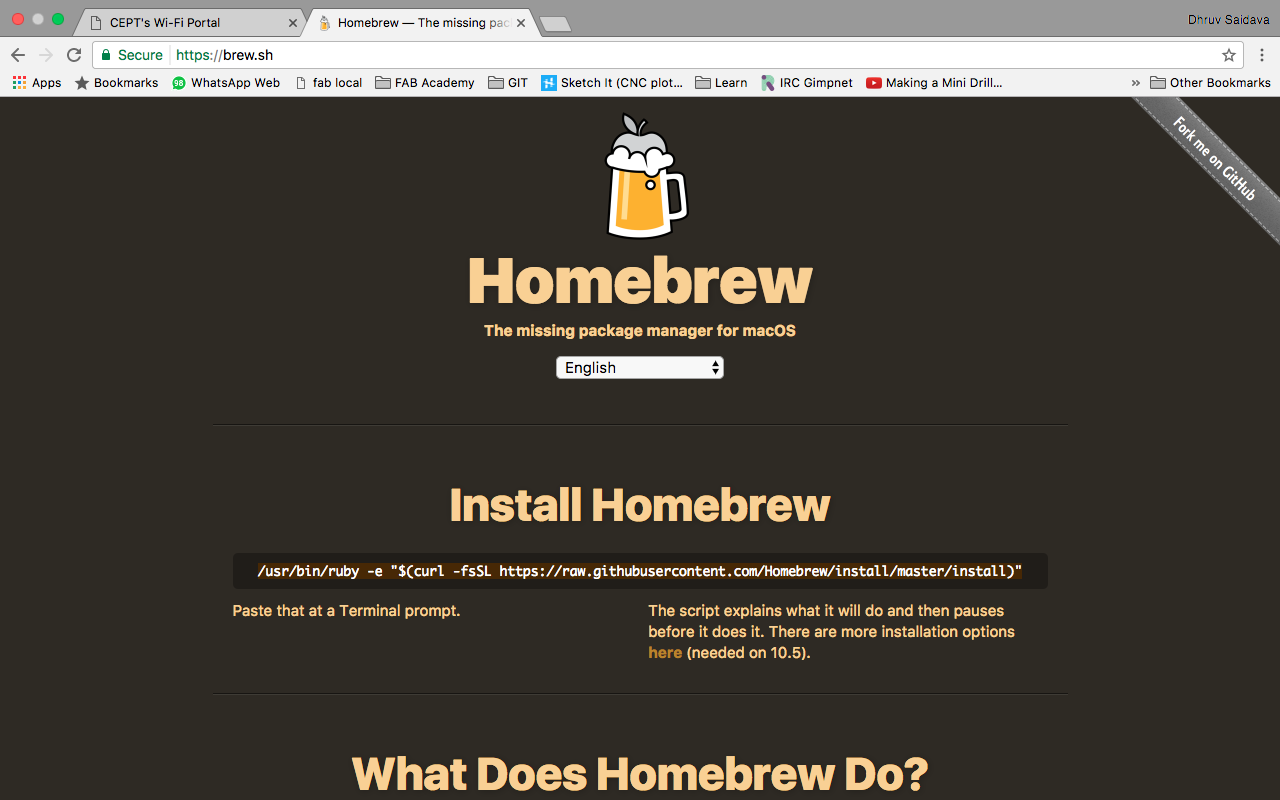 CEPT's Wi-Fi Portal
Homebrew — The missing pac
Dhruv Saidava
Secure https://brew.sh
Apps Bookmarks WhatsApp Web fab local FAB Academy GIT Sketch It (CNC plot... Learn IRC Gimpnet Making a Mini Drill... » Other Bookmarks
Fork me on GitHub
Homebrew
The missing package manager for macOS
English
Install Homebrew
/usr/bin/ruby -e "$(curl -fsSL https://raw.githubusercontent.com/Homebrew/install/master/install)"
Paste that at a Terminal prompt.
The script explains what it will do and then pauses
before it does it. There are more installation options
here (needed on 10.5).
What Does Homebrew Do?